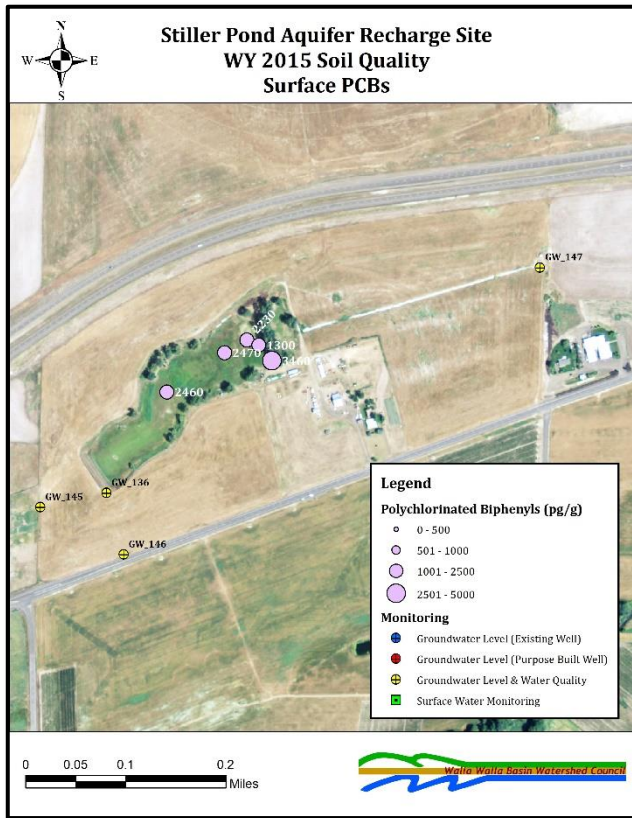 N
W
E
S
Stiller Pond Aquifer Recharge Site
WY 2015 Soil Quality
Surface PCBs
GW_147
2230
1300
2470
3460
2460
GW_136
GW_145
GW_146
Legend
Polychlorinated Biphenyls (pg/g)
0 - 500
501 - 1000
1001 - 2500
2501 - 5000
Monitoring
Groundwater Level (Existing Well)
Groundwater Level (Purpose Built Well)
Groundwater Level & Water Quality
Surface Water Monitoring
0 0.05 0.1 0.2
Miles
Walla Walla Basin Watershed Council